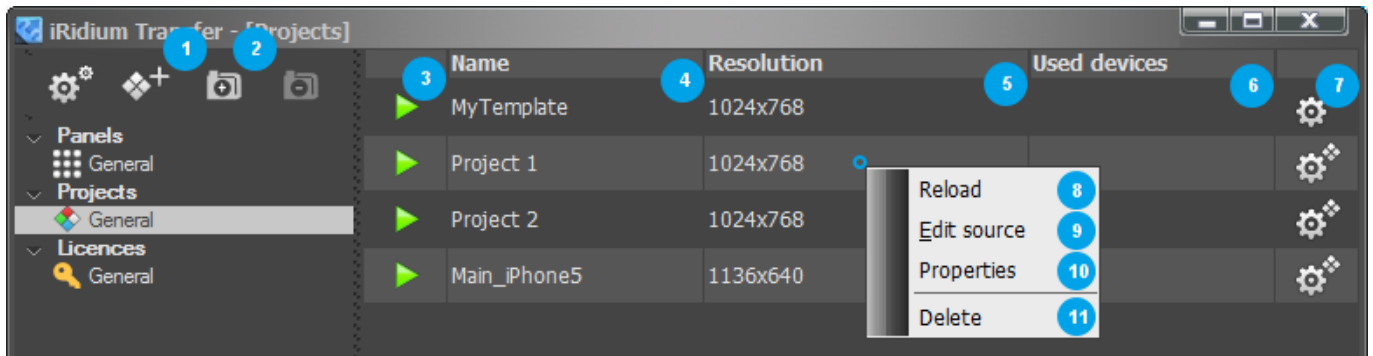 iRidium Transfer - [Projects]
1 2
3 Name 4 Resolution 5 Used devices 6 7
MyTemplate 1024x768
Panels
General
Project 1 1024x768
Projects
Reload 8
General
Project 2 1024x768
Edit source 9
Licences
General
Main_iPhone5 1136x640
Properties 10
Delete 11